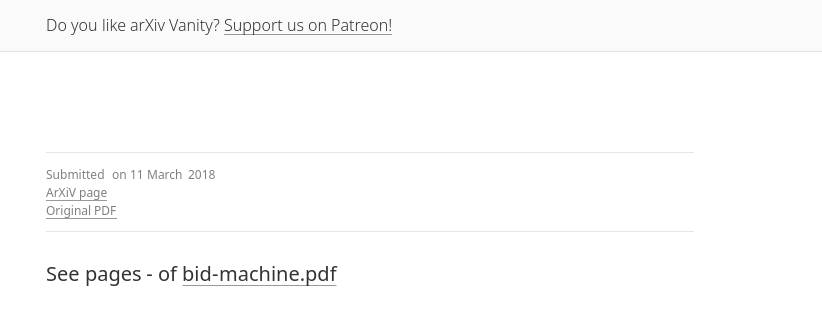 Do you like arXiv Vanity? Support us on Patreon!
Submitted on 11 March 2018
ArXiV page
Original PDF
See pages - of bid-machine.pdf